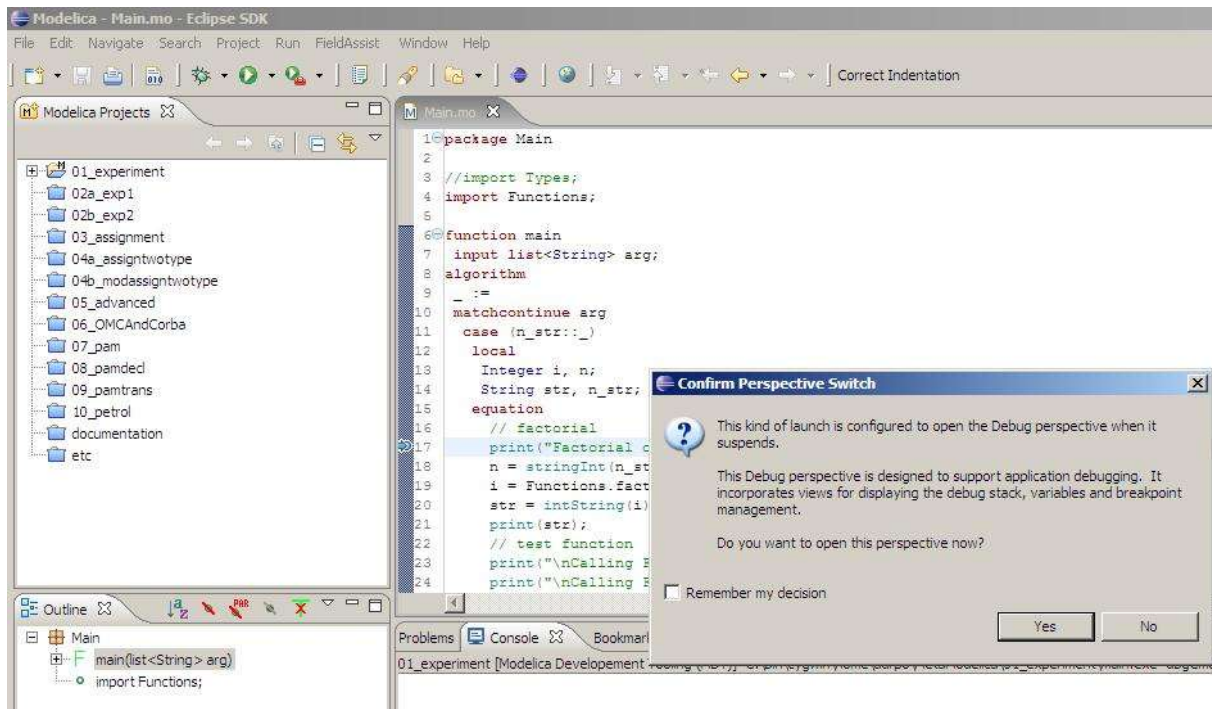 Modelica - Main.mo - Eclipse SDK
File Edit Navigate Search Project Run FieldAssist Window Help
Correct Indentation
Modelica Projects
01_experiment
02a_exp1
02b_exp2
03_assignment
04a_assigntwotype
04b_modassigntwotype
05_advanced
06_OMCAndCorba
07_pam
08_pamdecl
09_pamtrans
10_petrol
documentation
etc
Outline
Main
main(list<String> arg)
import Functions;
Main.mo
1 package Main
2
3 //import Types;
4 import Functions;
5
6 function main
7 input list<String> arg;
8 algorithm
9 _ :=
10 matchcontinue arg
11 case (n_str::_)
12 local
13 Integer i, n;
14 String str, n_str;
15 equation
16 // factorial
17 print("Factorial
18 n = stringInt(n_st
19 i = Functions.fact
20 str = intString(i)
21 print(str);
22 // test function
23 print("\nCalling
24 print("\nCalling
Confirm Perspective Switch
This kind of launch is configured to open the Debug perspective when it
suspends.
This Debug perspective is designed to support application debugging. It
incorporates views for displaying the debug stack, variables and breakpoint
management.
Do you want to open this perspective now?
Remember my decision
Yes No
Problems Console Bookmar
01_experiment [Modelica Developement